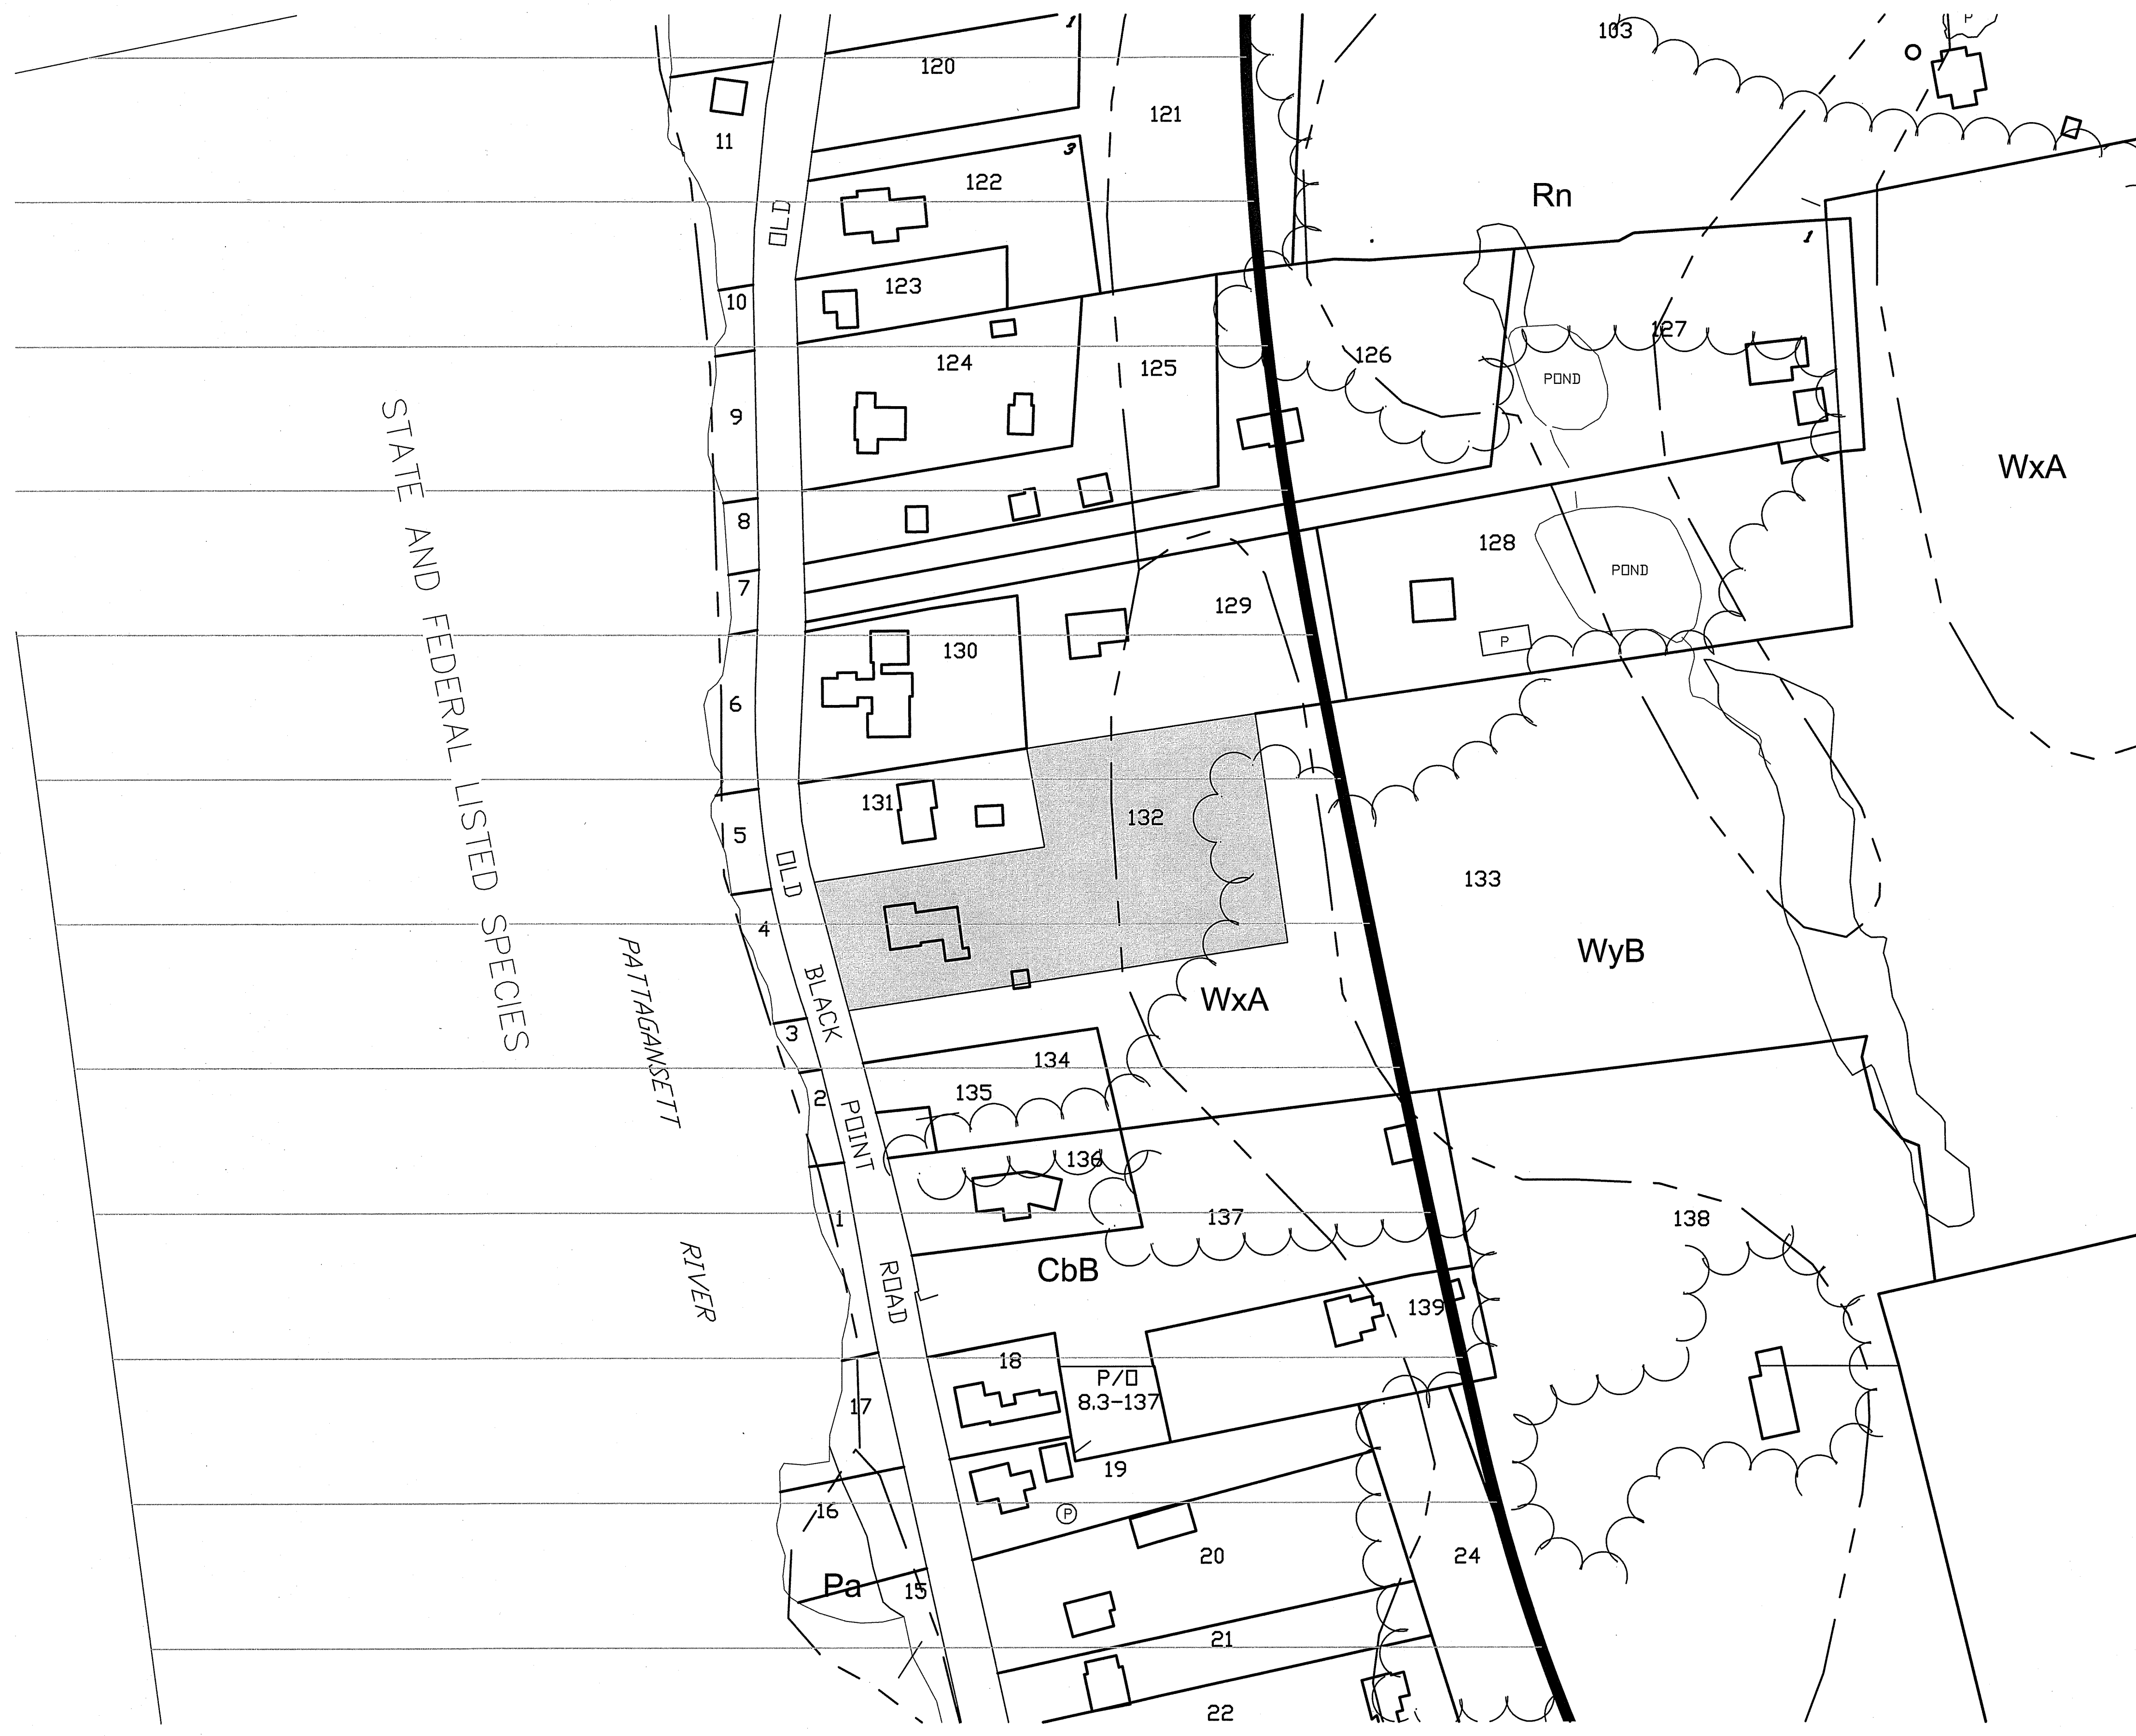 1
103
P
120
121
11
3
122
Rn
OLD
1
123
10
127
126
124
125
POND
9
WxA
8
128
POND
7
129
P
130
6
STATE AND FEDERAL LISTED SPECIES
131
132
5
OLD
133
4
WyB
PATTAGANSETT
BLACK
WxA
3
134
135
2
POINT
136
1
137
138
CbB
RIVER
ROAD
139
18
P/O
8.3-137
17
19
16
P
20
24
Pa
15
21
22